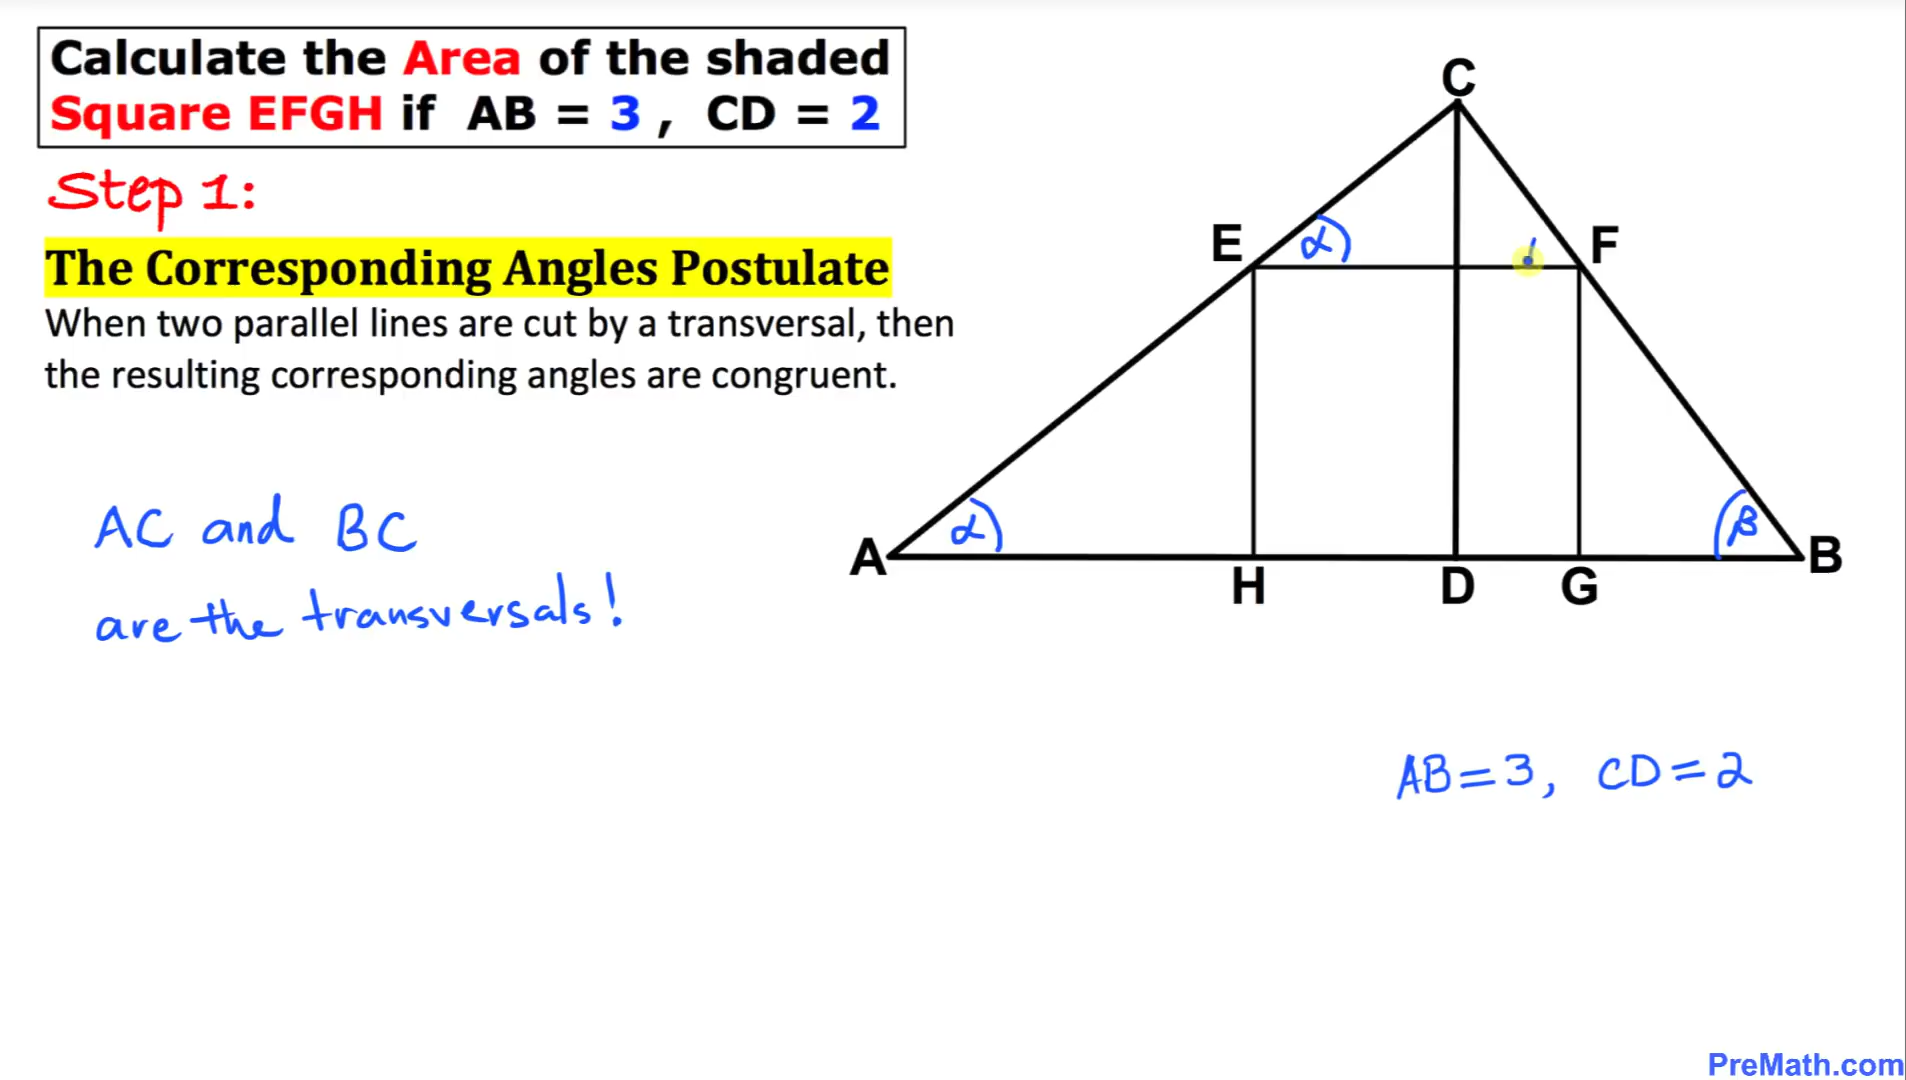 Calculate the Area of the shaded
Square EFGH if AB = 3 , CD = 2
Step 1:
The Corresponding Angles Postulate
When two parallel lines are cut by a transversal, then
the resulting corresponding angles are congruent.
AC and BC
are the transversals!
C
E
α
F
A
α
β
B
H
D
G
AB=3, CD=2
PreMath.com